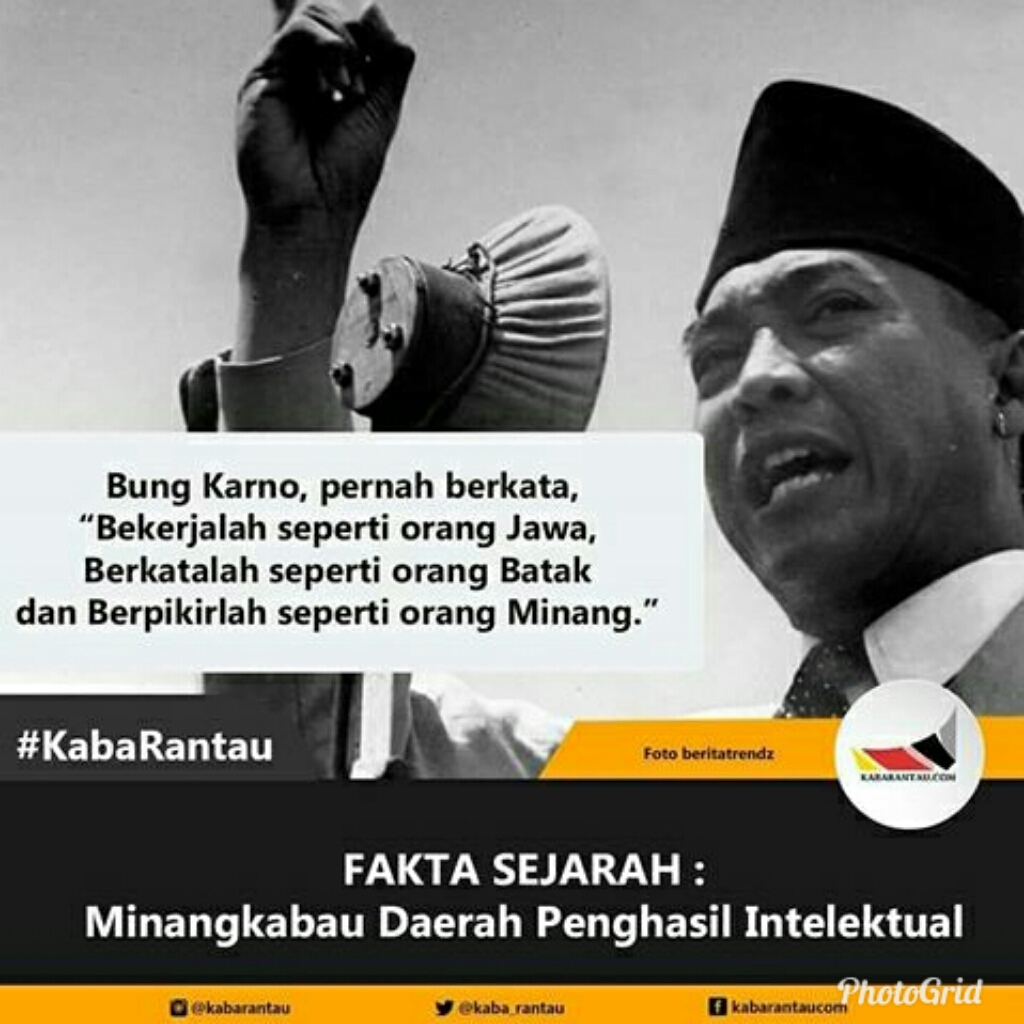 Bung Karno, pernah berkata,
“Bekerjalah seperti orang Jawa,
Berkatalah seperti orang Batak
dan Berpikirlah seperti orang Minang.”
#KabaRantau
Foto beritatrendz
KABARANTAU.COM
FAKTA SEJARAH :
Minangkabau Daerah Penghasil Intelektual
@kabarantau
@kaba_rantau
kabarantaucom
PhotoGrid